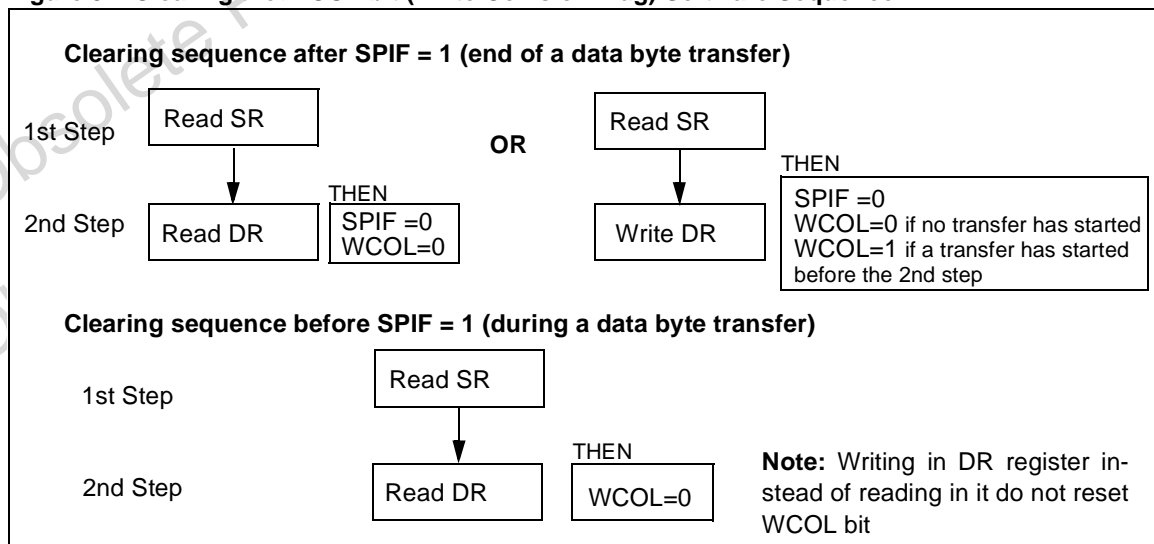 Clearing sequence after SPIF = 1 (end of a data byte transfer)
1st Step
Read SR
OR
Read SR
THEN
2nd Step
Read DR
THEN
SPIF =0
WCOL=0
Write DR
SPIF =0
WCOL=0 if no transfer has started
WCOL=1 if a transfer has started
before the 2nd step
Clearing sequence before SPIF = 1 (during a data byte transfer)
1st Step
Read SR
2nd Step
Read DR
THEN
WCOL=0
Note: Writing in DR register in-
stead of reading in it do not reset
WCOL bit